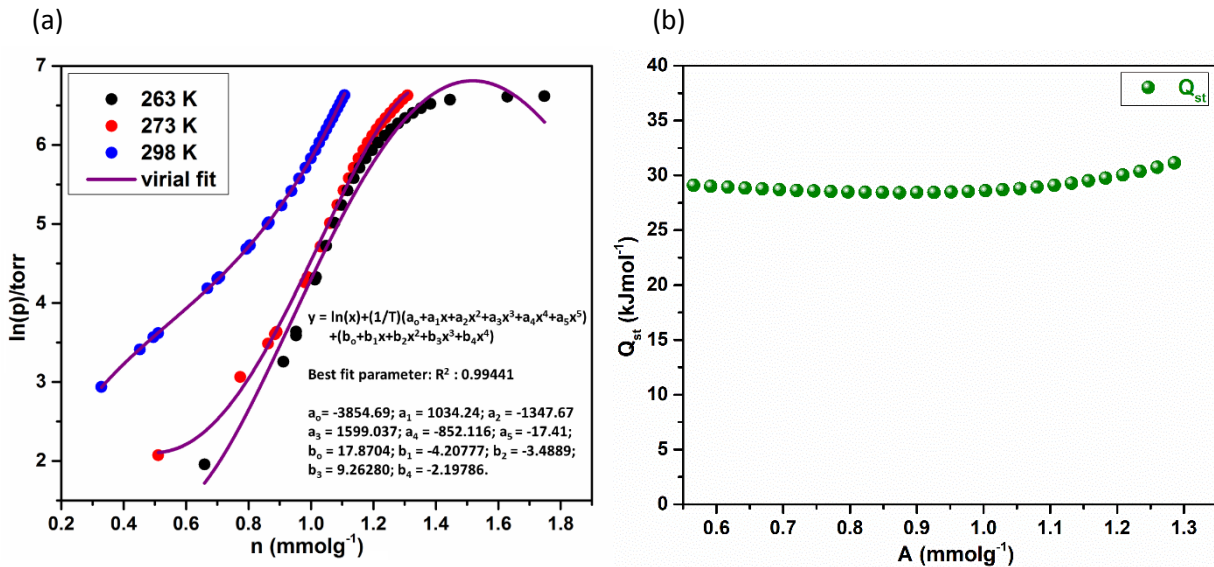 (a)
ln(p)/torr
7
6
5
4
3
2
263 K
273 K
298 K
virial fit
y = ln(x)+(1/T)(aₒ+a₁x+a₂x²+a₃x³+a₄x⁴+a₅x⁵)
+(bₒ+b₁x+b₂x²+b₃x³+b₄x⁴)
Best fit parameter: R² : 0.99441
aₒ= -3854.69; a₁ = 1034.24; a₂ = -1347.67
a₃ = 1599.037; a₄ = -852.116; a₅ = -17.41;
bₒ = 17.8704; b₁ = -4.20777; b₂ = -3.4889;
b₃ = 9.26280; b₄ = -2.19786.
0.2 0.4 0.6 0.8 1.0 1.2 1.4 1.6 1.8
n (mmolg⁻¹)
(b)
Qst (kJmol⁻¹)
40
35
30
25
20
15
10
5
0
Qst
0.6 0.7 0.8 0.9 1.0 1.1 1.2 1.3
A (mmolg⁻¹)